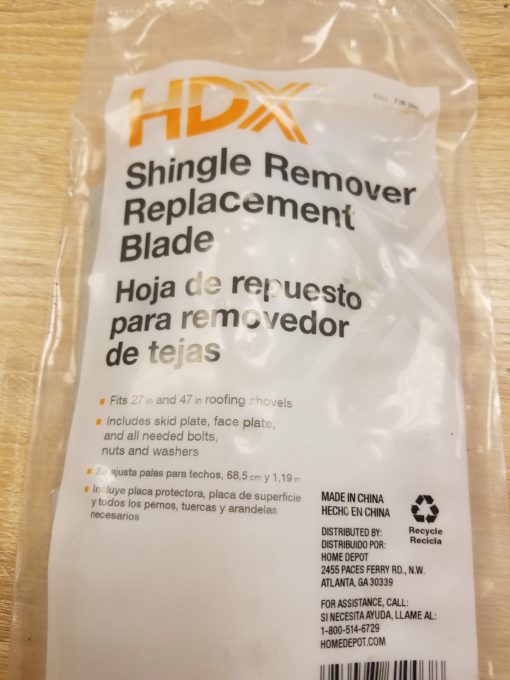 HDX
SKU
Shingle Remover
Replacement
Blade
Hoja de repuesto
para removedor
de tejas
Fits 27 in and 47 in roofing shovels
Includes skid plate, face plate,
and all needed bolts,
nuts and washers
Se ajusta palas para techos, 68,5 cm y 1,19 m
Incluye placa protectora, placa de superficie
y todos los pernos, tuercas y arandelas
necesarios
MADE IN CHINA
HECHO EN CHINA
Recycle
Recicla
DISTRIBUTED BY:
DISTRIBUIDO POR:
HOME DEPOT
2455 PACES FERRY RD., N.W.
ATLANTA, GA 30339
FOR ASSISTANCE, CALL:
SI NECESITA AYUDA, LLAME AL:
1-800-514-6729
HOMEDEPOT.COM